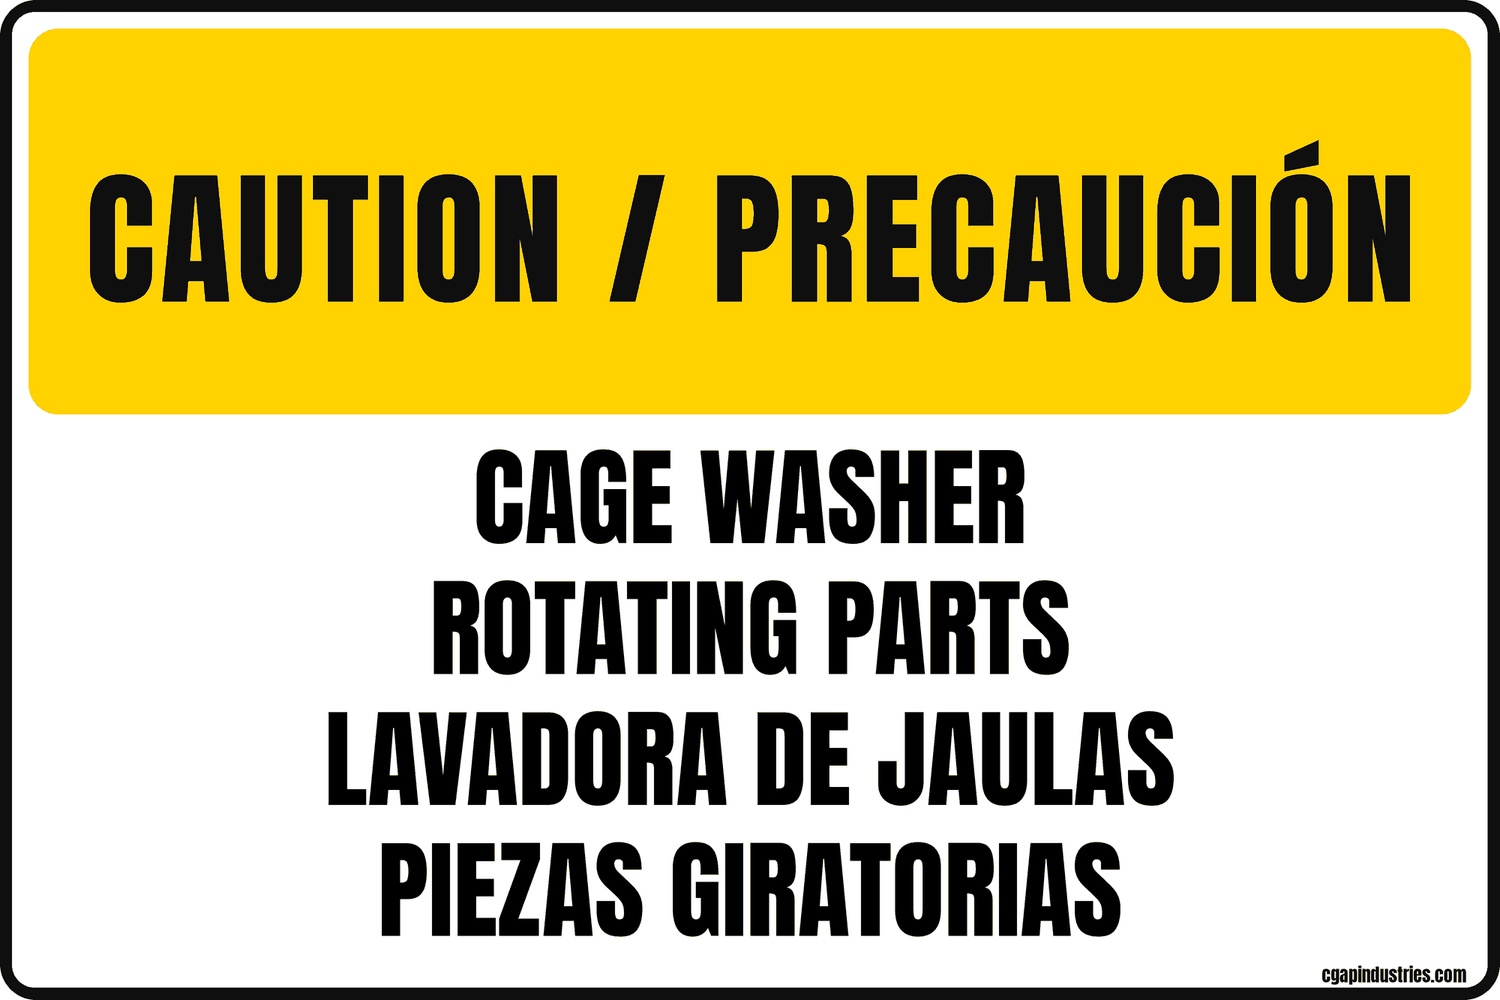 CAUTION / PRECAUCIÓN
CAGE WASHER
ROTATING PARTS
LAVADORA DE JAULAS
PIEZAS GIRATORIAS
cgapindustries.com